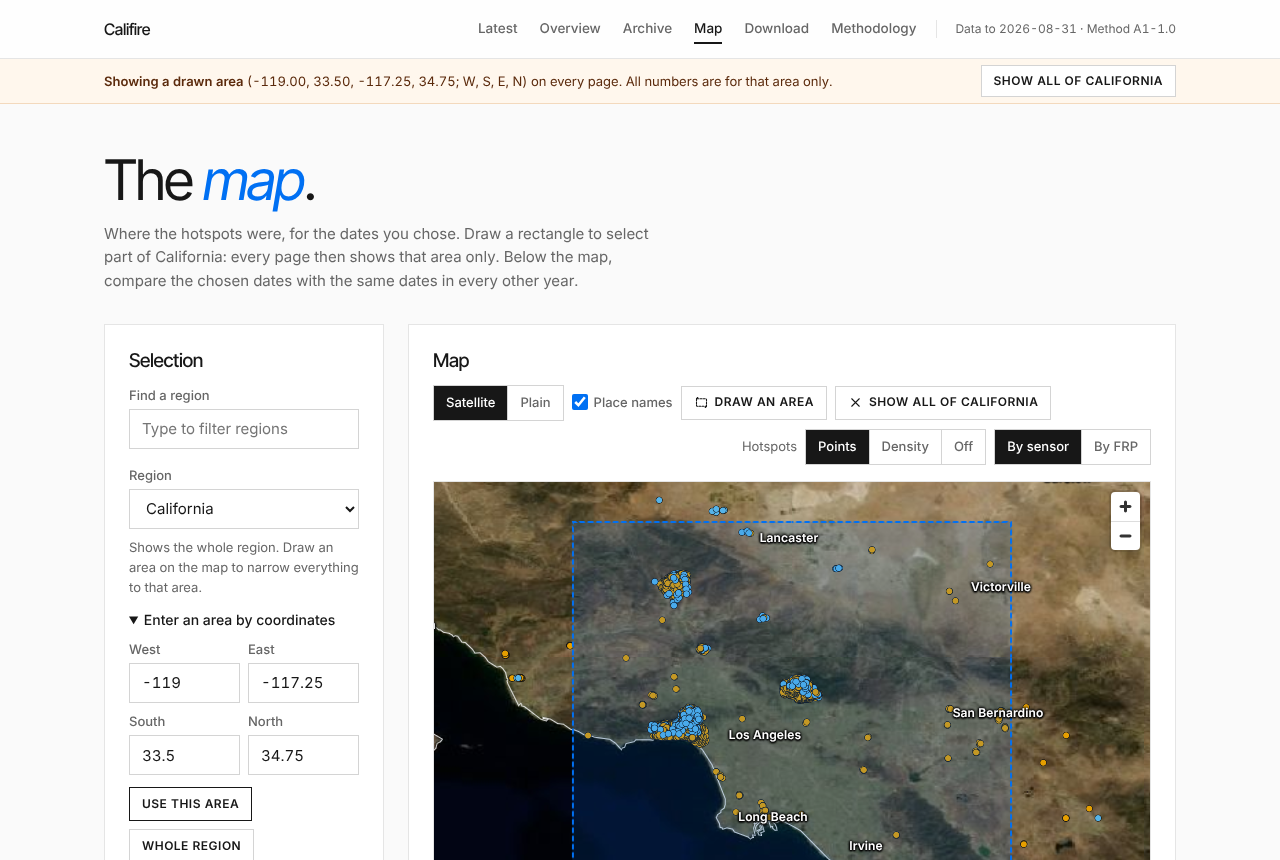 Califire
Latest
Overview
Archive
Map
Download
Methodology
Data to 2026-08-31 · Method A1-1.0
Showing a drawn area (-119.00, 33.50, -117.25, 34.75; W, S, E, N) on every page. All numbers are for that area only.
SHOW ALL OF CALIFORNIA
The map.
Where the hotspots were, for the dates you chose. Draw a rectangle to select
part of California: every page then shows that area only. Below the map,
compare the chosen dates with the same dates in every other year.
Selection
Find a region
Type to filter regions
Region
California
Shows the whole region. Draw an
area on the map to narrow everything
to that area.
▼ Enter an area by coordinates
West
East
-119
-117.25
South
North
33.5
34.75
USE THIS AREA
WHOLE REGION
Map
Satellite
Plain
Place names
DRAW AN AREA
SHOW ALL OF CALIFORNIA
Hotspots
Points
Density
Off
By sensor
By FRP
+
−
Lancaster
Victorville
San Bernardino
Los Angeles
Long Beach
Irvine